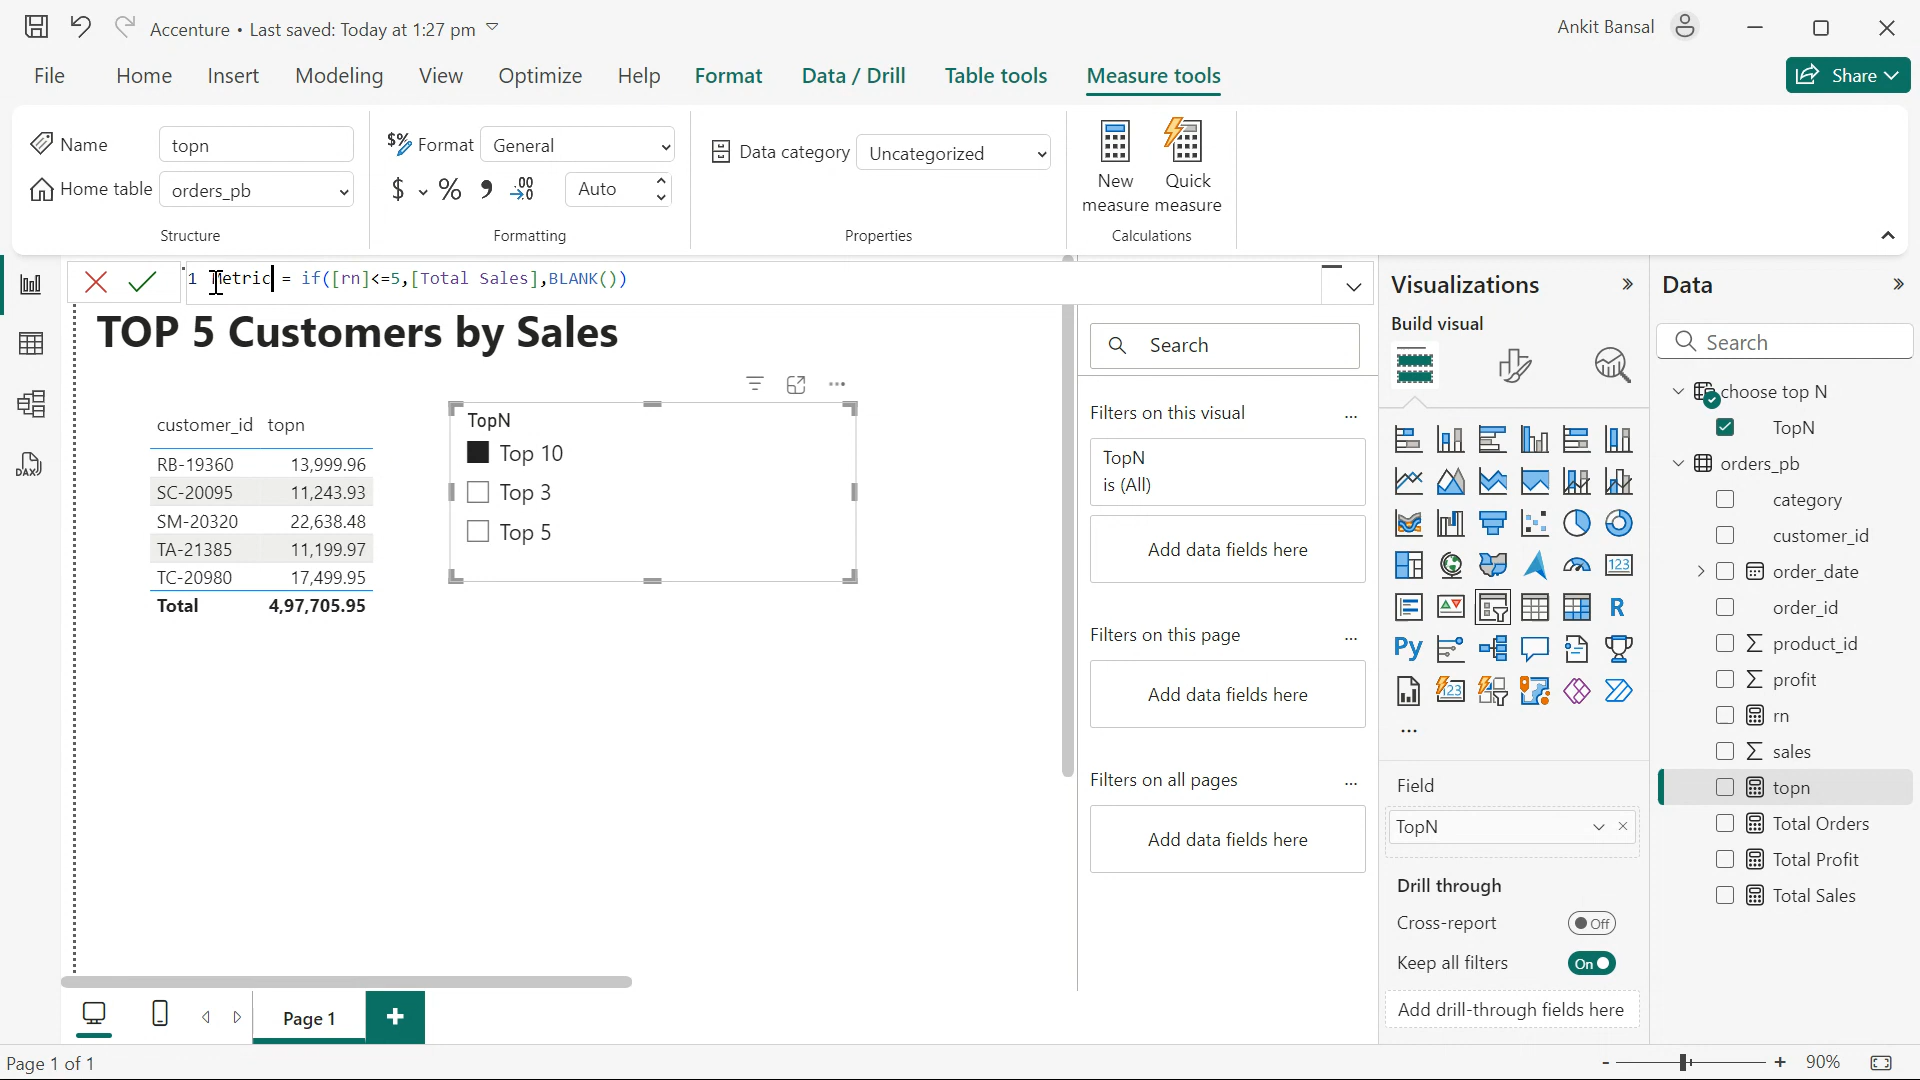 Accenture • Last saved: Today at 1:27 pm
Ankit Bansal
File Home Insert Modeling View Optimize Help Format Data / Drill Table tools Measure tools
Share
Name topn
Home table orders_pb
Structure
$% Format General
$ % 9 .00 Auto
Formatting
Data category Uncategorized
Properties
New measure
Quick measure
Calculations
1 Metric = if([rn]<=5,[Total Sales],BLANK())
TOP 5 Customers by Sales
customer_id topn
RB-19360 13,999.96
SC-20095 11,243.93
SM-20320 22,638.48
TA-21385 11,199.97
TC-20980 17,499.95
Total 4,97,705.95
TopN
Top 10
Top 3
Top 5
Search
Filters on this visual ...
TopN
is (All)
Add data fields here
Filters on this page ...
Add data fields here
Filters on all pages ...
Add data fields here
Visualizations
Build visual
123
R
Py
123
...
Field
TopN
Drill through
Cross-report Off
Keep all filters On
Add drill-through fields here
Data
Search
choose top N
TopN
orders_pb
category
customer_id
order_date
order_id
Σ product_id
Σ profit
rn
Σ sales
topn
Total Orders
Total Profit
Total Sales
DAX
Page 1
Page 1 of 1
- + 90%